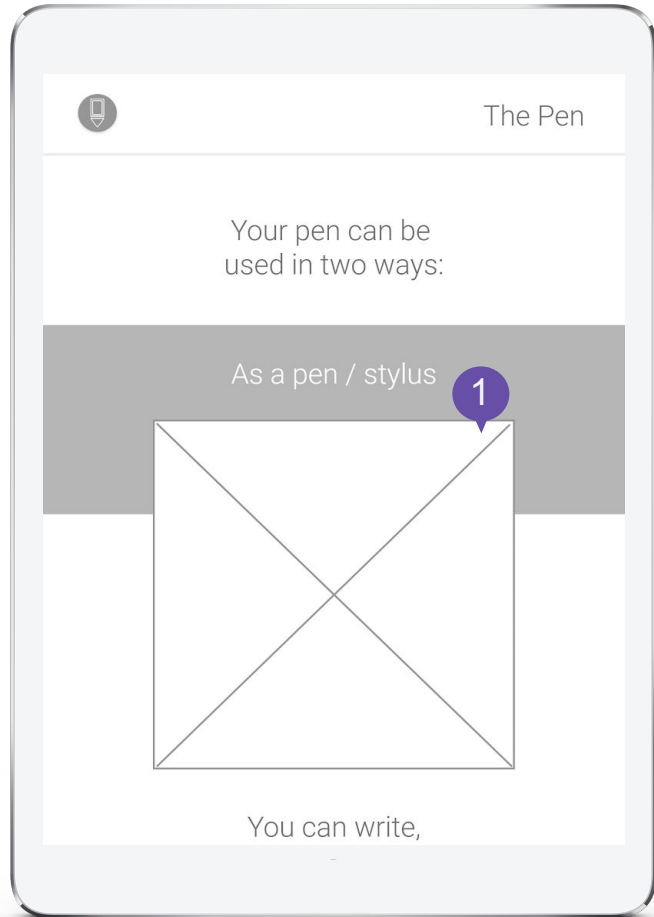 The Pen
Your pen can be
used in two ways:
As a pen / stylus
1
You can write,